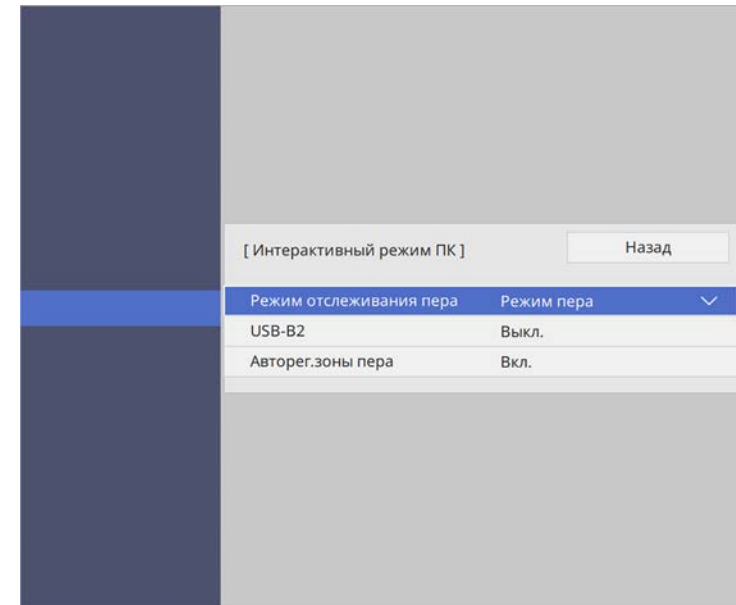 [ Интерактивный режим ПК ] Назад
Режим отслеживания пера Режим пера
USB-B2 Выкл.
Авторег.зоны пера Вкл.